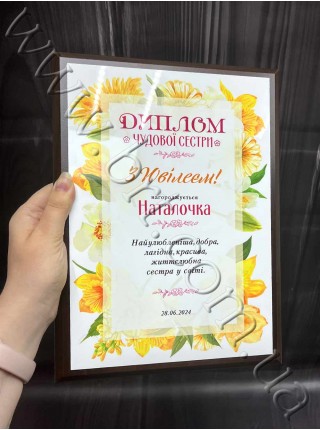 ДИПЛОМ
ЧУДОВОЇ СЕСТРИ
З Ювілеєм!
нагороджується
Наталочка
Найулюбленіша, добра,
лагідна, красива,
життєлюбна
сестра у світі.
28.06.2024